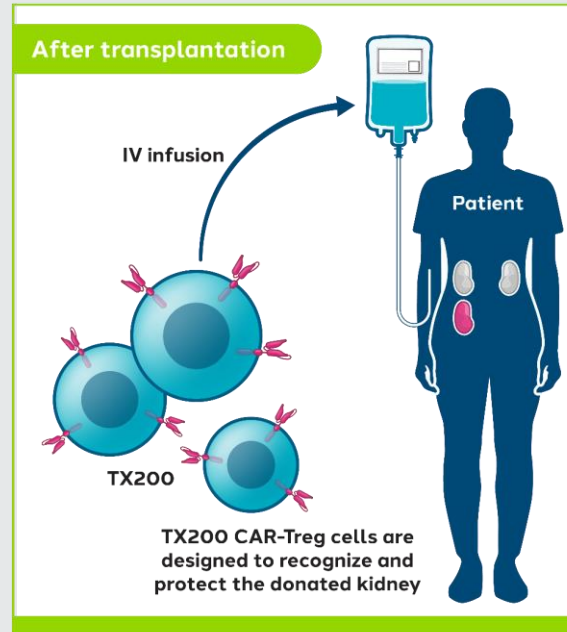 After transplantation
IV infusion
Patient
TX200
TX200 CAR-Treg cells are
designed to recognize and
protect the donated kidney